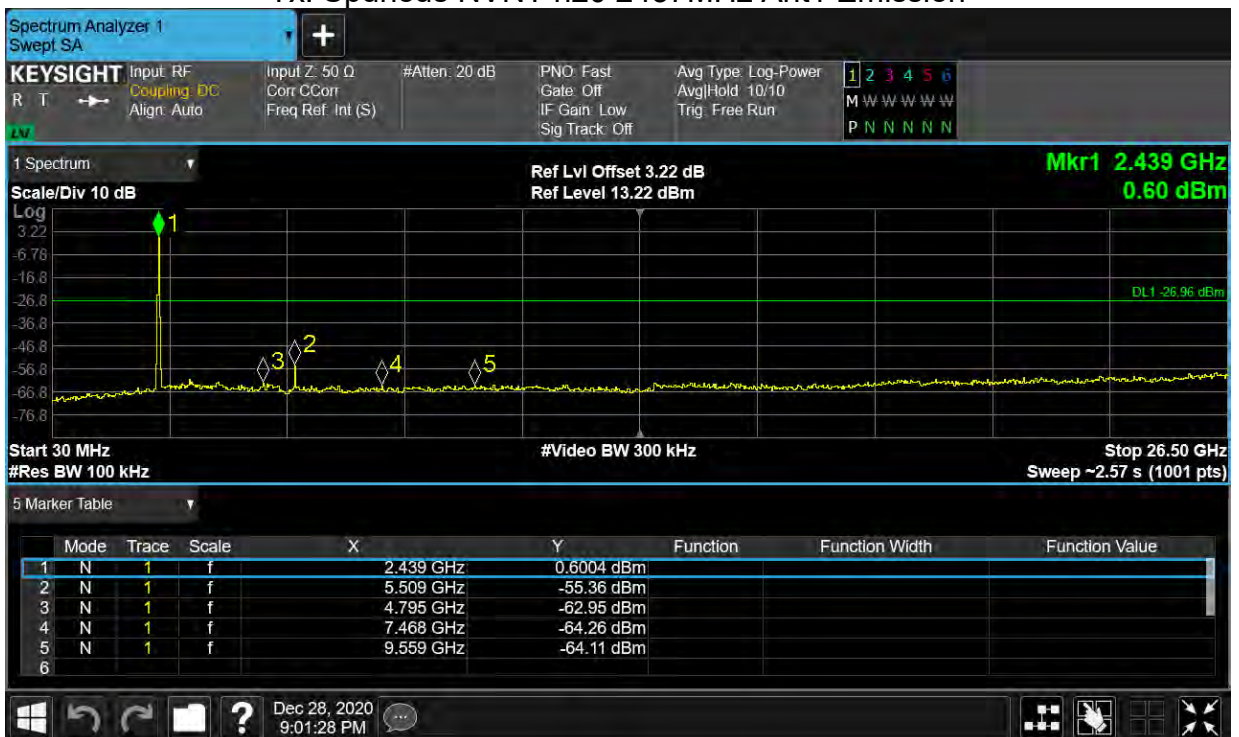 Spectrum Analyzer 1
Swept SA
+
KEYSIGHT
R T
LXI
Input: RF
Coupling: DC
Align: Auto
Input Z: 50 Ω
Corr CCorr
Freq Ref: Int (S)
#Atten: 20 dB
PNO: Fast
Gate: Off
IF Gain: Low
Sig Track: Off
Avg Type: Log-Power
Avg|Hold: 10/10
Trig: Free Run
1 2 3 4 5 6
M W W W W W
P N N N N N
1 Spectrum
Scale/Div 10 dB
Ref Lvl Offset 3.22 dB
Ref Level 13.22 dBm
Mkr1 2.439 GHz
0.60 dBm
Log
3.22
-6.78
-16.8
-26.8
-36.8
-46.8
-56.8
-66.8
-76.8
1
3
2
4
5
DL1 -26.96 dBm
Start 30 MHz
#Res BW 100 kHz
#Video BW 300 kHz
Stop 26.50 GHz
Sweep ~2.57 s (1001 pts)
5 Marker Table
Mode Trace Scale X Y Function Function Width Function Value
1 N 1 f 2.439 GHz 0.6004 dBm
2 N 1 f 5.509 GHz -55.36 dBm
3 N 1 f 4.795 GHz -62.95 dBm
4 N 1 f 7.468 GHz -64.26 dBm
5 N 1 f 9.559 GHz -64.11 dBm
6
?
Dec 28, 2020
9:01:28 PM